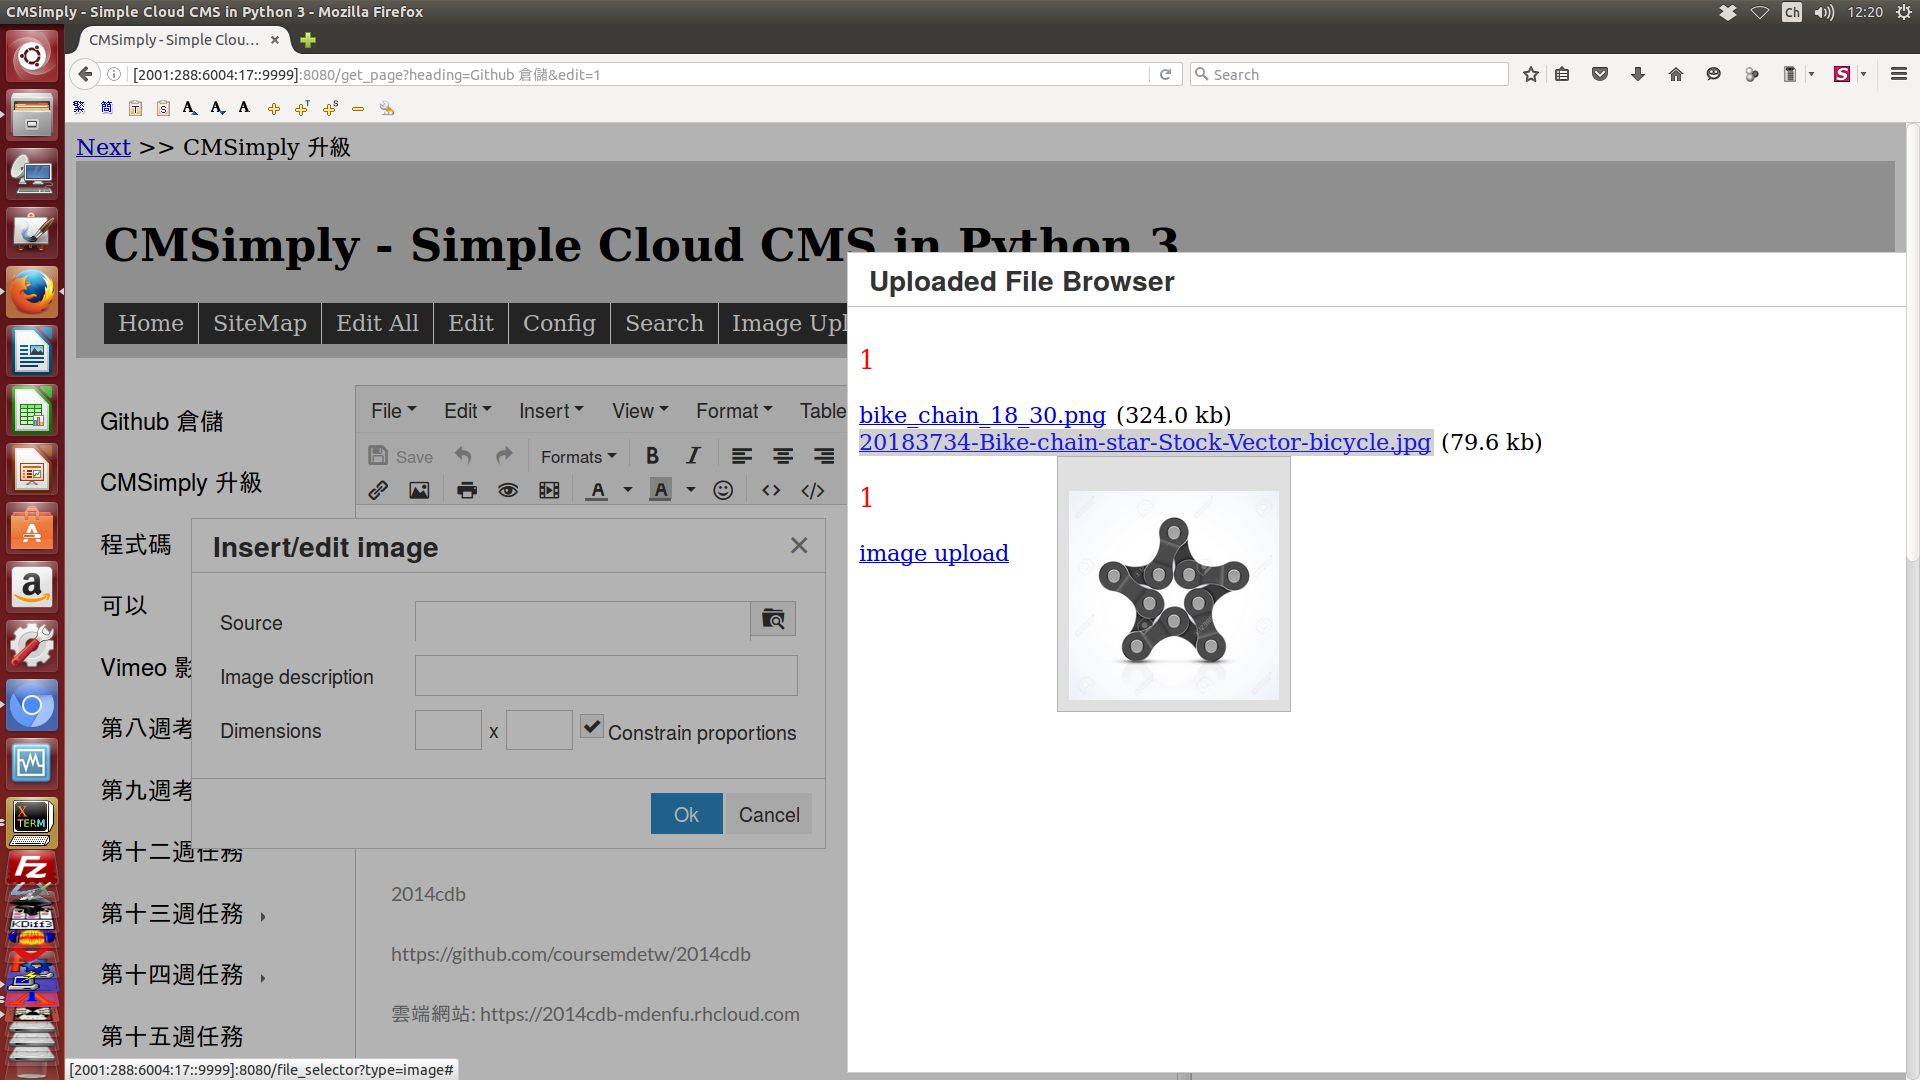 CMSimply - Simple Cloud CMS in Python 3 - Mozilla Firefox
Ch
12:20
CMSimply - Simple Clou...
[2001:288:6004:17::9999]:8080/get_page?heading=Github 倉儲&edit=1
Search
繁 簡
Next >> CMSimply 升級
CMSimply - Simple Cloud CMS in Python 3
Home SiteMap Edit All Edit Config Search Image Upl
Github 倉儲
CMSimply 升級
程式碼
可以
Vimeo 影
第八週考
第九週考
第十二週任務
第十三週任務
第十四週任務
第十五週任務
File Edit Insert View Format Table
Save Formats B I
A A
Insert/edit image
Source
Image description
Dimensions x Constrain proportions
Ok Cancel
2014cdb
https://github.com/coursemdetw/2014cdb
雲端網站: https://2014cdb-mdenfu.rhcloud.com
Uploaded File Browser
1
bike_chain_18_30.png (324.0 kb)
20183734-Bike-chain-star-Stock-Vector-bicycle.jpg (79.6 kb)
1
image upload
X
TERM
FZ
KDiff3
[2001:288:6004:17::9999]:8080/file_selector?type=image#